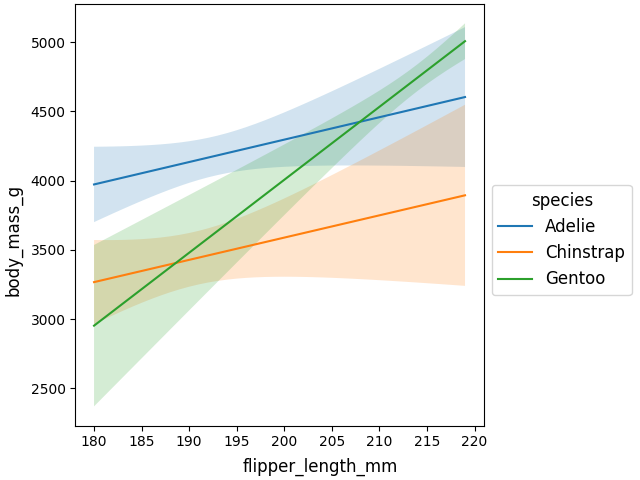 5000
4500
4000
3500
3000
2500
body_mass_g
180 185 190 195 200 205 210 215 220
flipper_length_mm
species
Adelie
Chinstrap
Gentoo